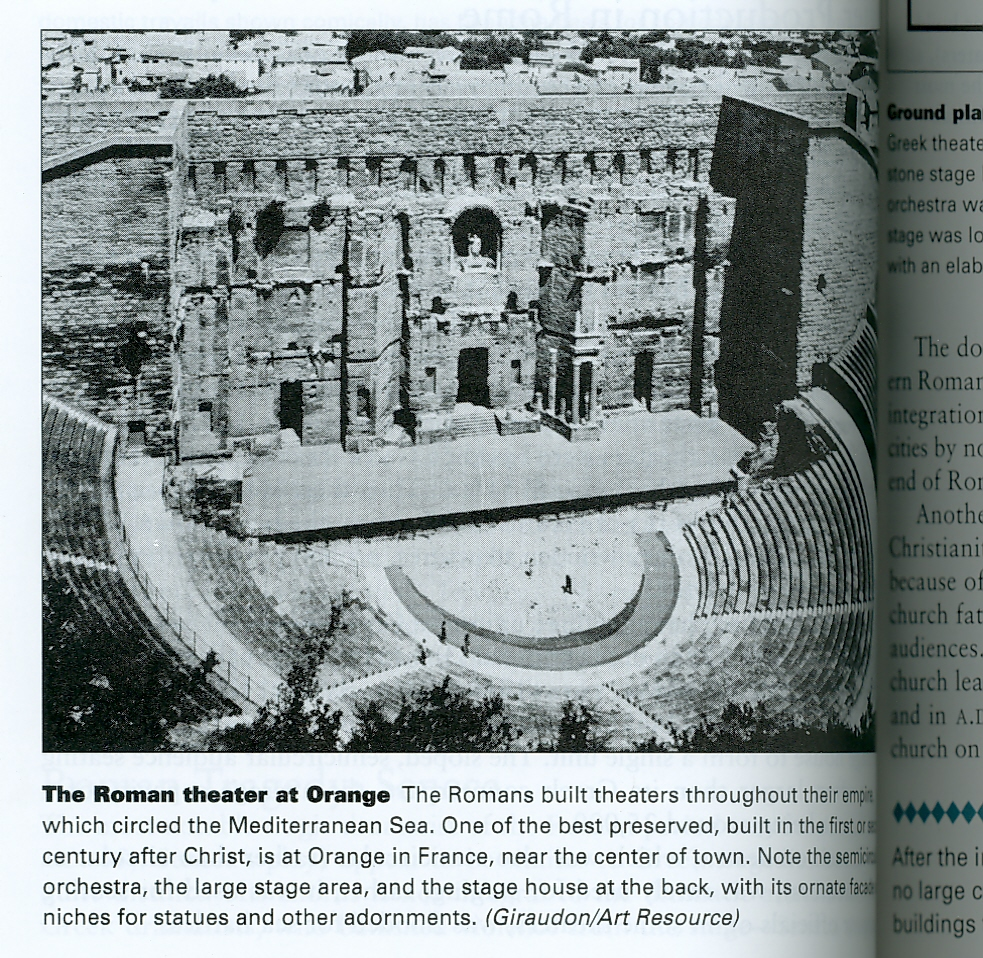 The Roman theater at Orange The Romans built theaters throughout their empire
which circled the Mediterranean Sea. One of the best preserved, built in the first or
century after Christ, is at Orange in France, near the center of town. Note the
orchestra, the large stage area, and the stage house at the back, with its ornate
niches for statues and other adornments. (Giraudon/Art Resource)
Ground pla
Greek theate
stone stage
orchestra wa
stage was lo
with an elab
The do
ern Roman
integration
cities by no
end of Rom
Anothe
Christianit
because of
church fat
audiences.
church lea
and in A.D
church on
After the i
no large c
buildings